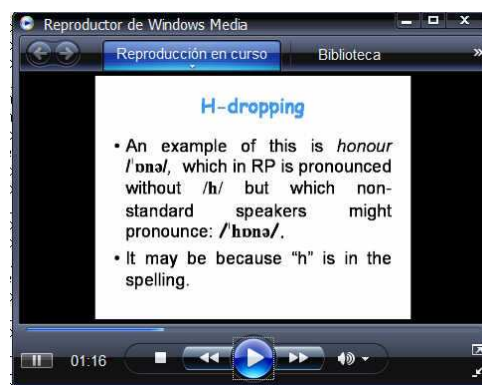 Reproductor de Windows Media
Reproducción en curso Biblioteca »
H-dropping
• An example of this is honour
/ˈɒnə/, which in RP is pronounced
without /h/ but which non-
standard speakers might
pronounce: /ˈhɒnə/.
• It may be because "h" is in the
spelling.
01:16